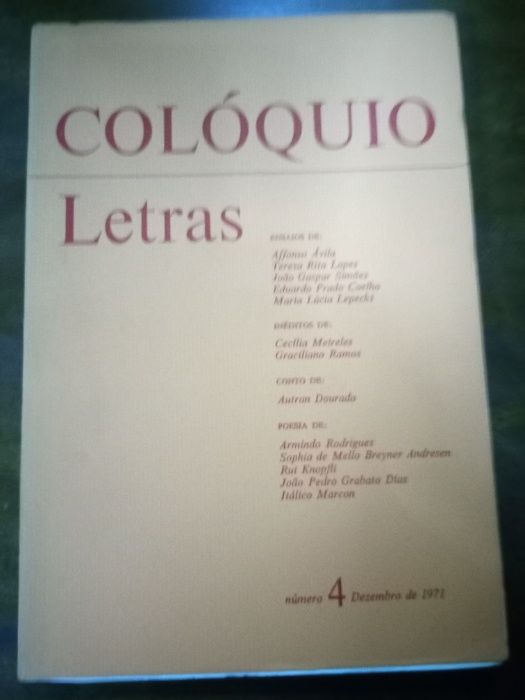 COLÓQUIO
Letras
ENSAIOS DE:
Affonso Ávila
Teresa Rita Lopes
João Gaspar Simões
Eduardo Prado Coelho
Maria Lúcia Lepecki
INÉDITOS DE:
Cecília Meireles
Graciliano Ramos
CONTO DE:
Autran Dourado
POESIA DE:
Armindo Rodrigues
Sophia de Mello Breyner Andresen
Rui Knopfli
João Pedro Grabato Dias
Itálico Marcon
número 4 Dezembro de 1971